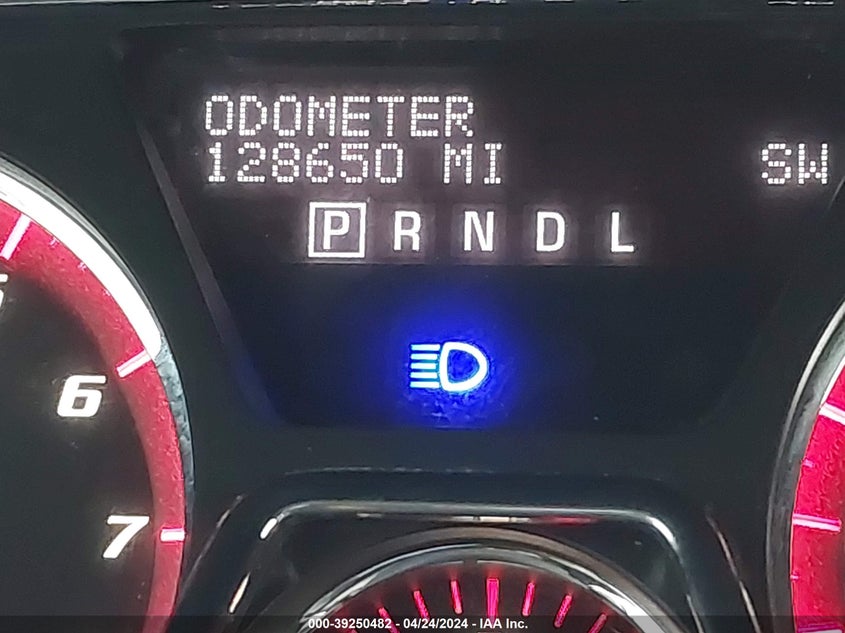 ODOMETER
128650 MI SW
P R N D L
6
7
000-39250482 - 04/24/2024 - IAA Inc.